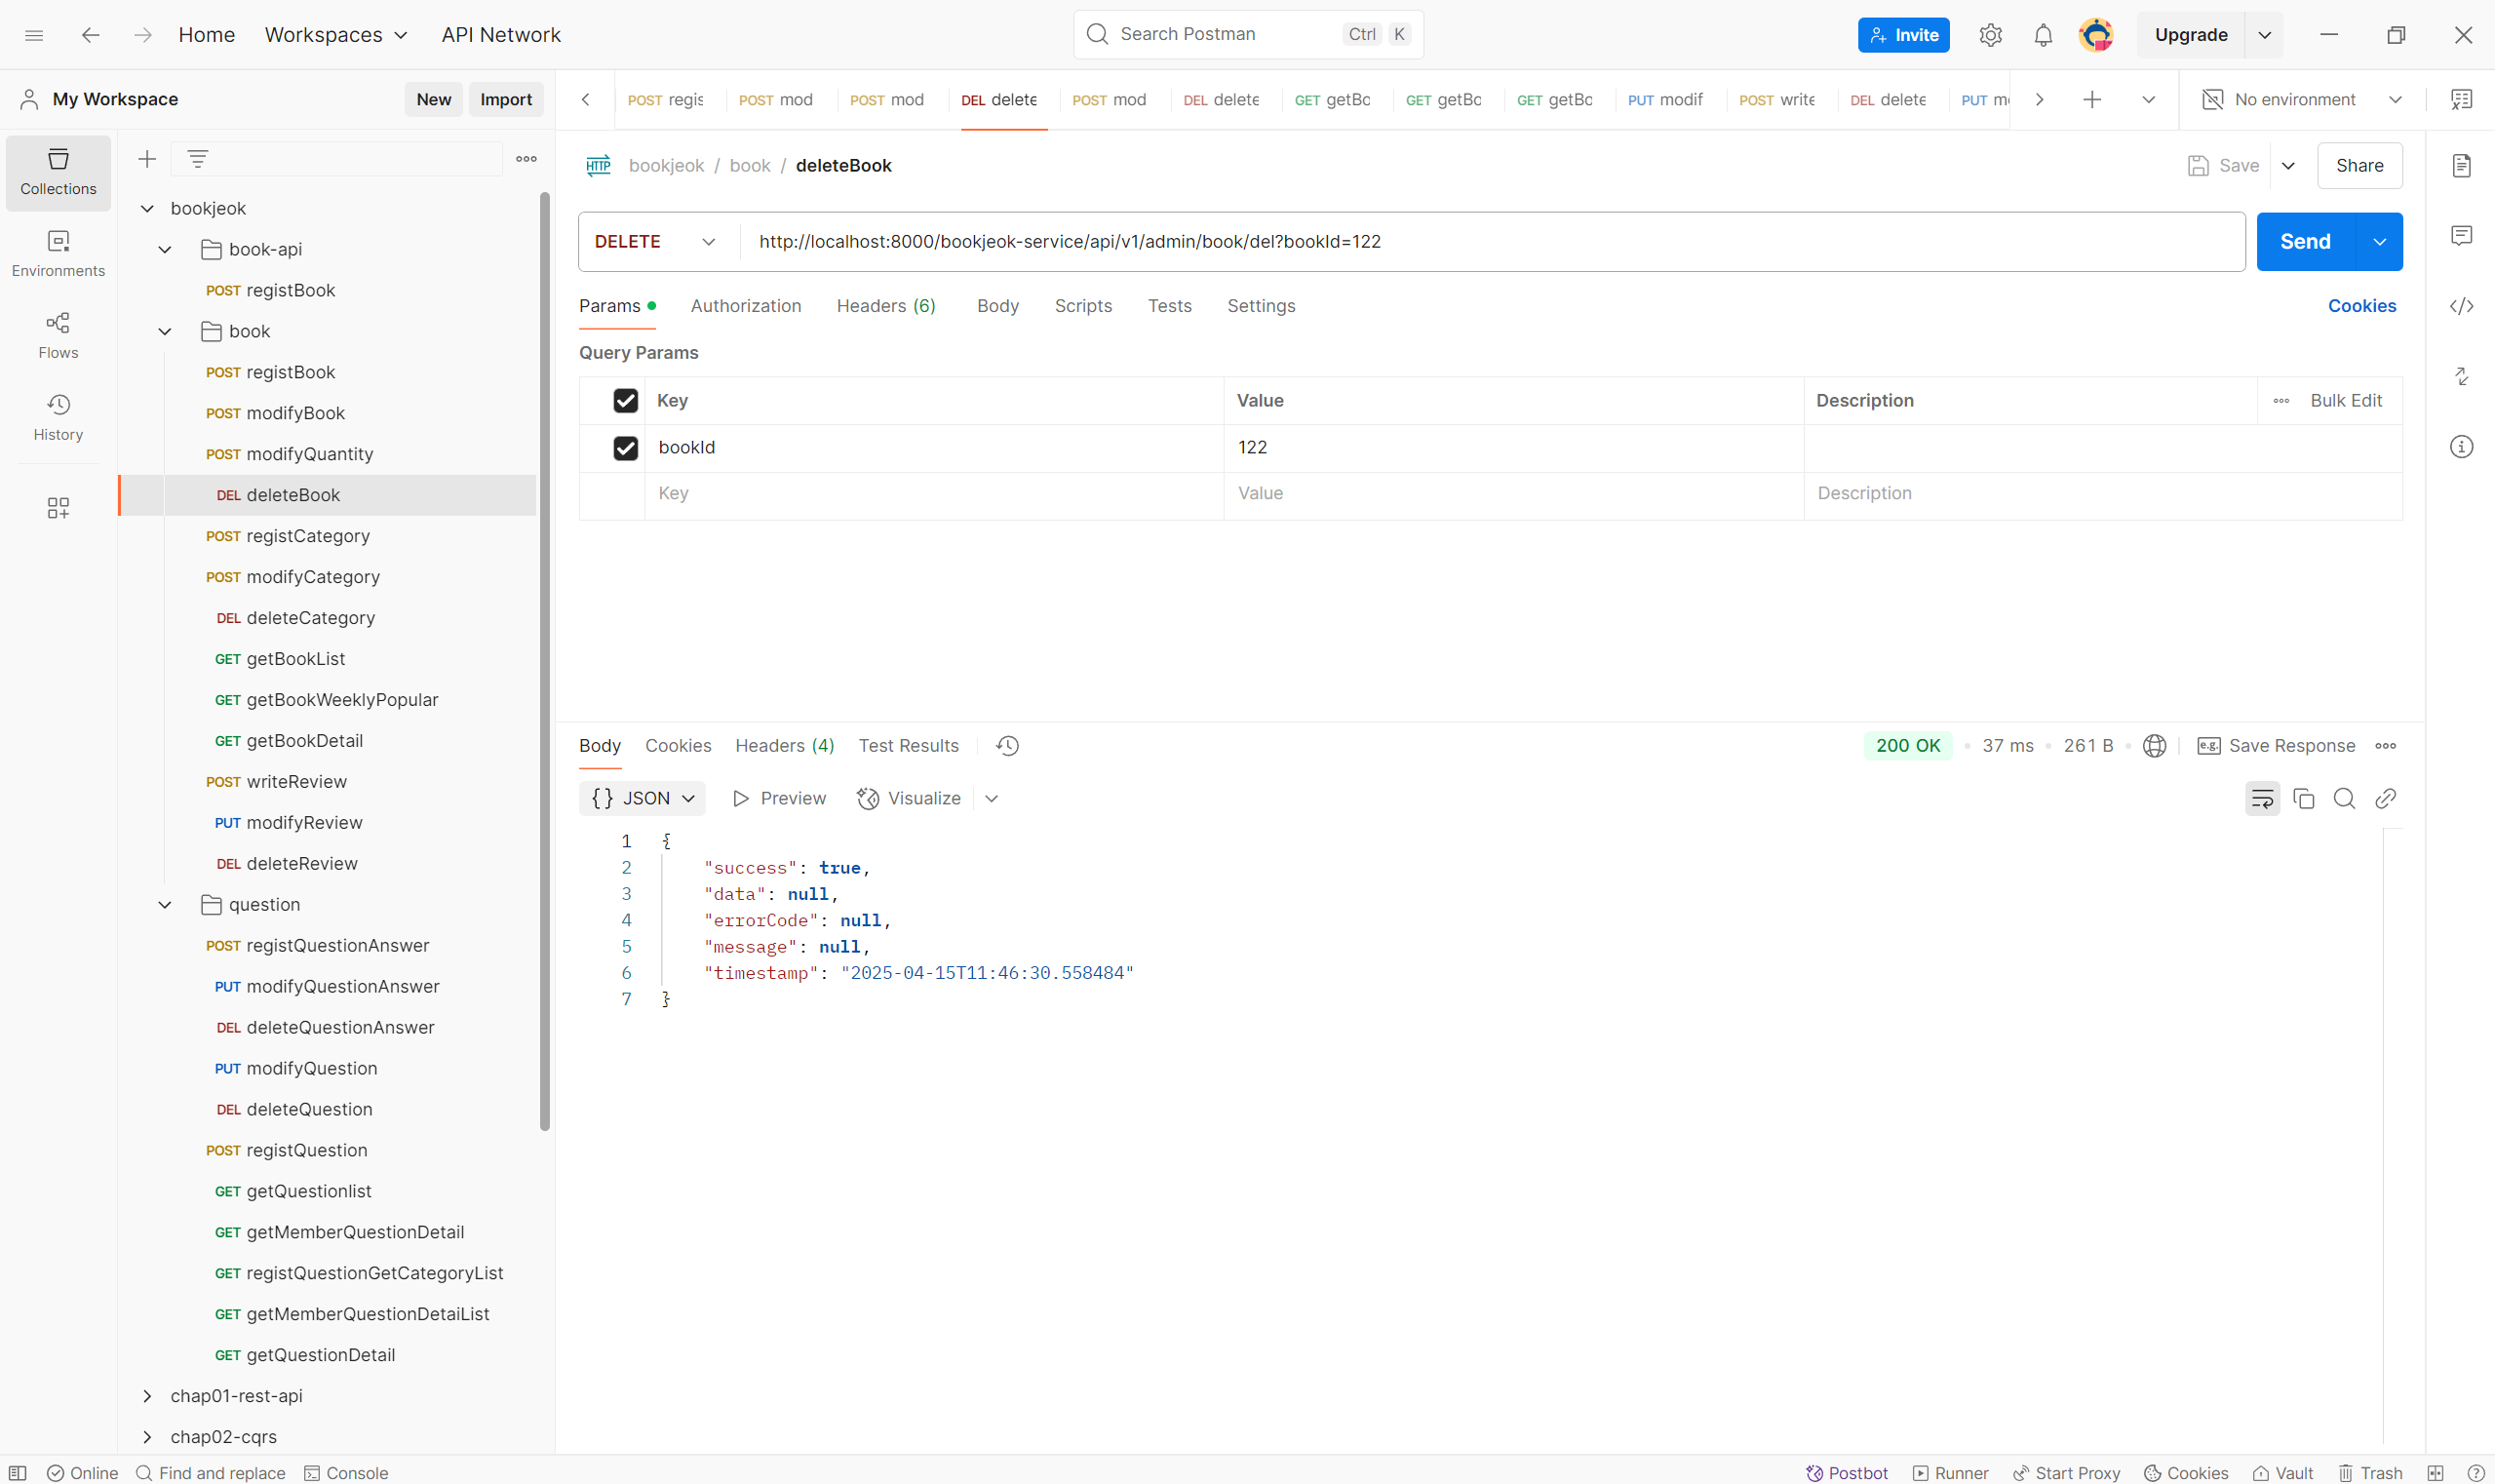 Home Workspaces API Network Search Postman Ctrl K Invite Upgrade
My Workspace New Import
POST regis POST mod POST mod DEL delete POST mod DEL delete GET getBo GET getBo GET getBo PUT modif POST write DEL delete PUT mo No environment
Collections
Environments
Flows
History
bookjeok
book-api
POST registBook
book
POST registBook
POST modifyBook
POST modifyQuantity
DEL deleteBook
POST registCategory
POST modifyCategory
DEL deleteCategory
GET getBookList
GET getBookWeeklyPopular
GET getBookDetail
POST writeReview
PUT modifyReview
DEL deleteReview
question
POST registQuestionAnswer
PUT modifyQuestionAnswer
DEL deleteQuestionAnswer
PUT modifyQuestion
DEL deleteQuestion
POST registQuestion
GET getQuestionlist
GET getMemberQuestionDetail
GET registQuestionGetCategoryList
GET getMemberQuestionDetaiList
GET getQuestionDetail
chap01-rest-api
chap02-cqrs
HTTP bookjeok / book / deleteBook Save Share
DELETE http://localhost:8000/bookjeok-service/api/v1/admin/book/del?bookId=122 Send
Params Authorization Headers (6) Body Scripts Tests Settings Cookies
Query Params
Key Value Description Bulk Edit
bookId 122
Key Value Description
Body Cookies Headers (4) Test Results 200 OK 37 ms 261 B e.g. Save Response
{} JSON Preview Visualize
1 {
2 "success": true,
3 "data": null,
4 "errorCode": null,
5 "message": null,
6 "timestamp": "2025-04-15T11:46:30.558484"
7 }
Online Find and replace Console Postbot Runner Start Proxy Cookies Vault Trash